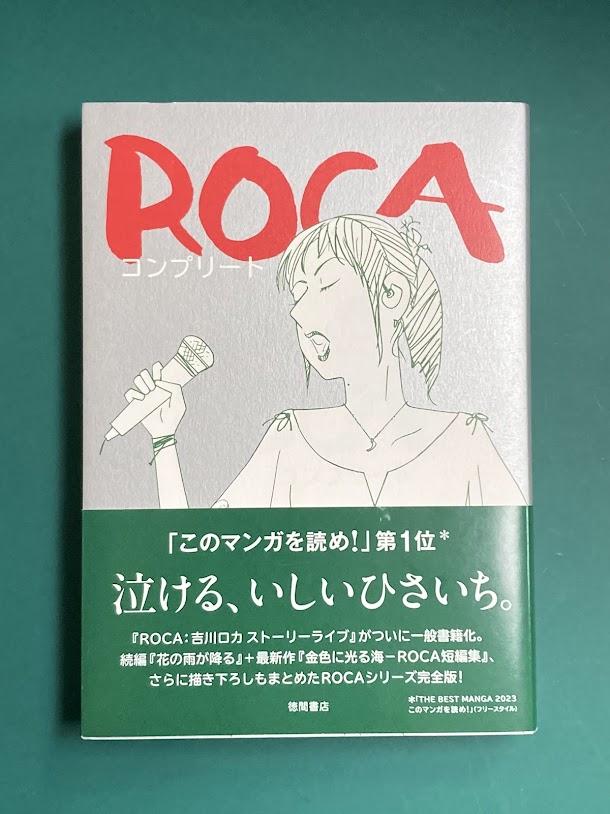 ROCA
コンプリート
「このマンガを読め!」第1位*
泣ける、いしいひさいち。
『ROCA:吉川ロカ ストーリーライブ』がついに一般書籍化。
続編『花の雨が降る』+最新作『金色に光る海－ROCA短編集』、
さらに描き下ろしもまとめたROCAシリーズ完全版!
徳間書店
*「THE BEST MANGA 2023
このマンガを読め!」(フリースタイル)